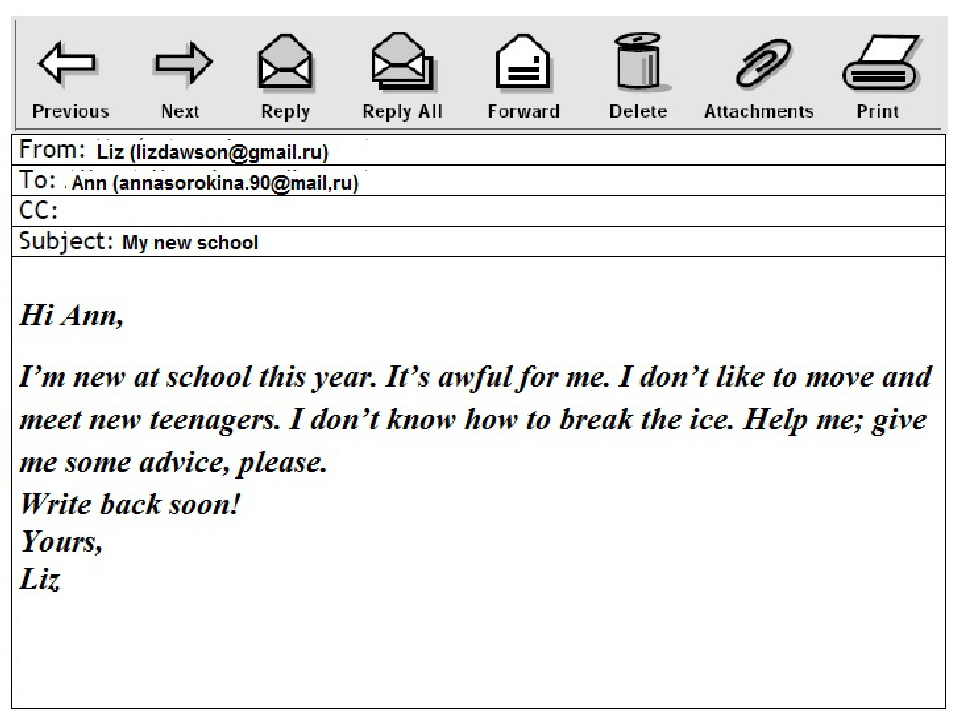 Previous Next Reply Reply All Forward Delete Attachments Print
From: Liz (lizdawson@gmail.ru)
To: Ann (annasorokina.90@mail,ru)
CC:
Subject: My new school
Hi Ann,
I’m new at school this year. It’s awful for me. I don’t like to move and
meet new teenagers. I don’t know how to break the ice. Help me; give
me some advice, please.
Write back soon!
Yours,
Liz